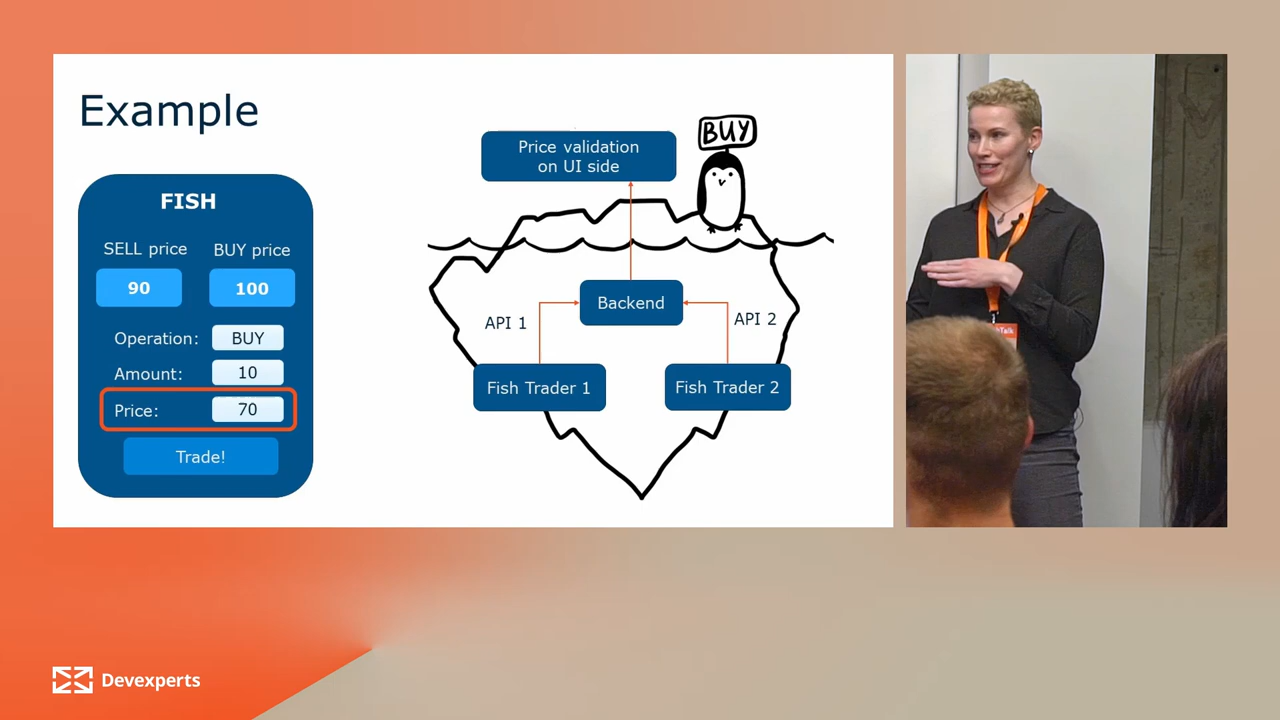 Example
FISH
SELL price
BUY price
90
100
Operation:
BUY
Amount:
10
Price:
70
Trade!
Price validation
on UI side
BUY
Backend
API 1
API 2
Fish Trader 1
Fish Trader 2
Devexperts